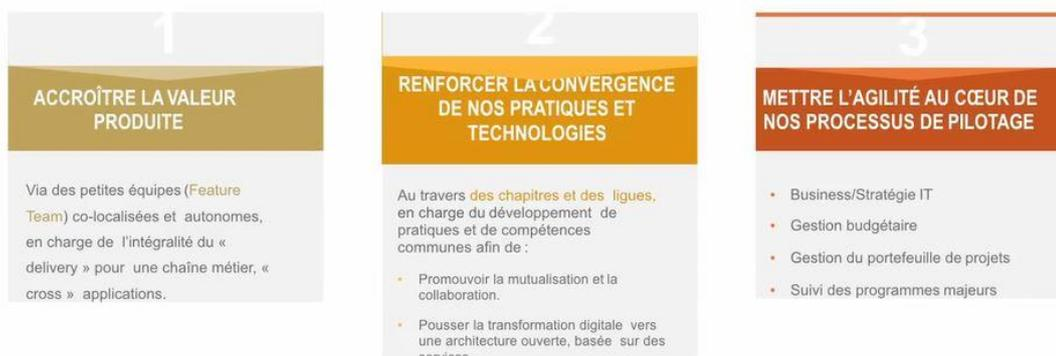 1
ACCROÎTRE LA VALEUR
PRODUITE
Via des petites équipes (Feature
Team) co-localisées et autonomes,
en charge de l'intégralité du «
delivery » pour une chaîne métier, «
cross » applications.
2
RENFORCER LA CONVERGENCE
DE NOS PRATIQUES ET
TECHNOLOGIES
Au travers des chapitres et des ligues,
en charge du développement de
pratiques et de compétences
communes afin de :
• Promouvoir la mutualisation et la
collaboration.
• Pousser la transformation digitale vers
une architecture ouverte, basée sur des
3
METTRE L'AGILITÉ AU CŒUR DE
NOS PROCESSUS DE PILOTAGE
• Business/Stratégie IT
• Gestion budgétaire
• Gestion du portefeuille de projets
• Suivi des programmes majeurs